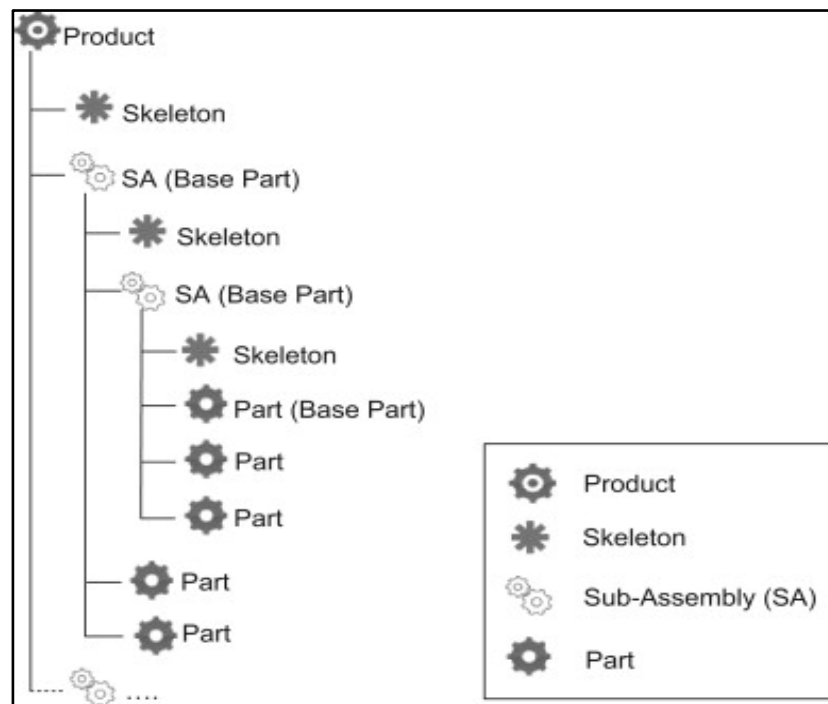 Product
Skeleton
SA (Base Part)
Skeleton
SA (Base Part)
Skeleton
Part (Base Part)
Part
Part
Part
Part
....
Product
Skeleton
Sub-Assembly (SA)
Part